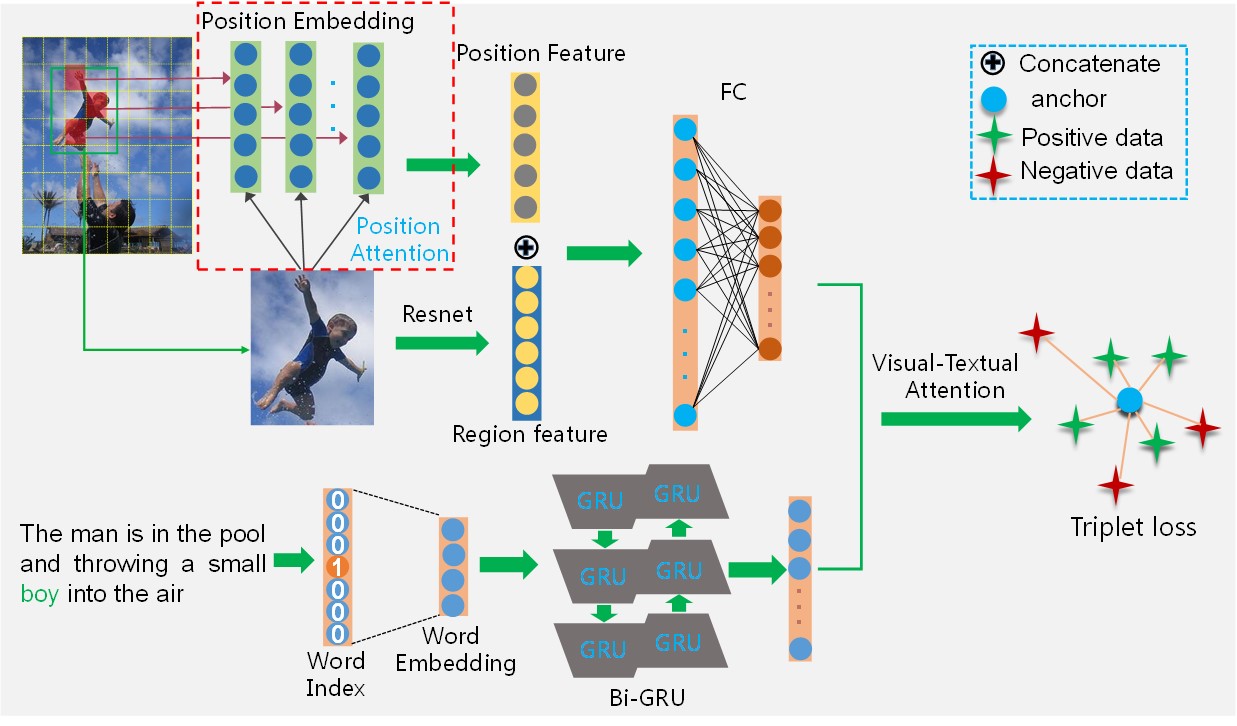 Position Embedding
Position
Attention
Position Feature
FC
Concatenate
anchor
Positive data
Negative data
Resnet
Region feature
Visual-Textual
Attention
Triplet loss
The man is in the pool
and throwing a small
boy into the air
0
0
0
1
0
0
0
Word
Index
Word
Embedding
GRU
GRU
GRU
GRU
GRU
GRU
Bi-GRU